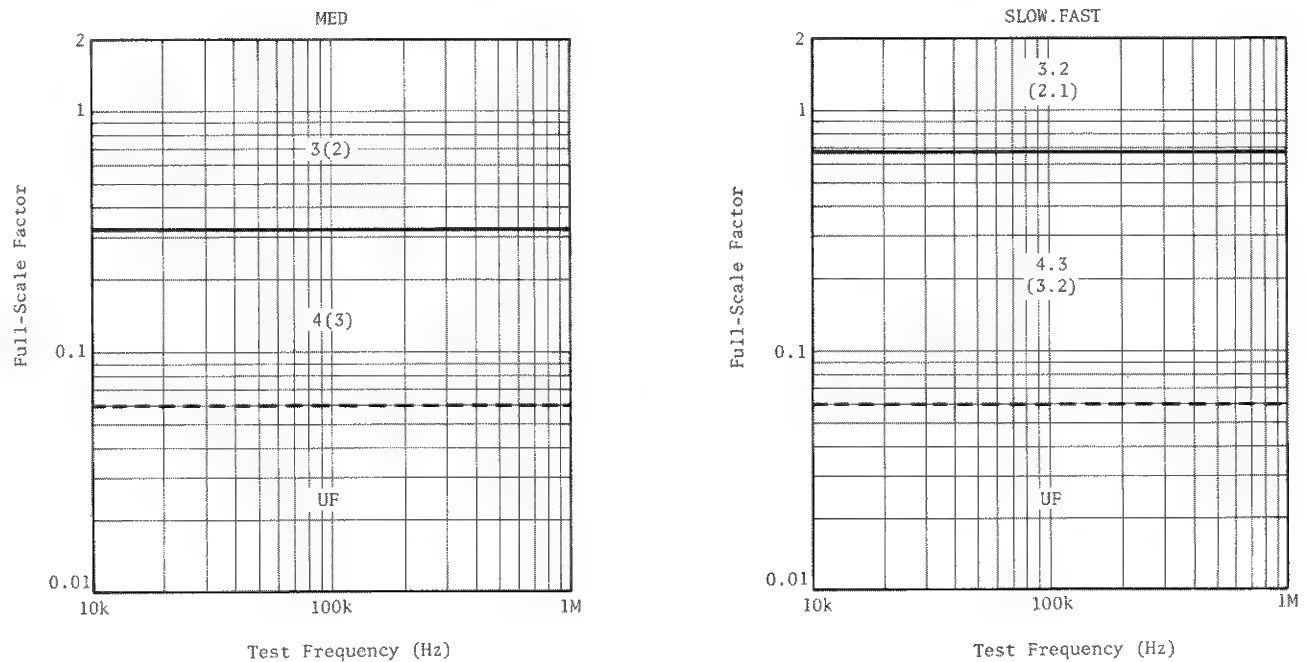 MED
2
1
3(2)
Full-Scale Factor
4(3)
0.1
UF
0.01
10k
100k
1M
Test Frequency (Hz)
SLOW.FAST
2
3.2
(2.1)
1
Full-Scale Factor
4.3
(3.2)
0.1
UF
0.01
10k
100k
1M
Test Frequency (Hz)